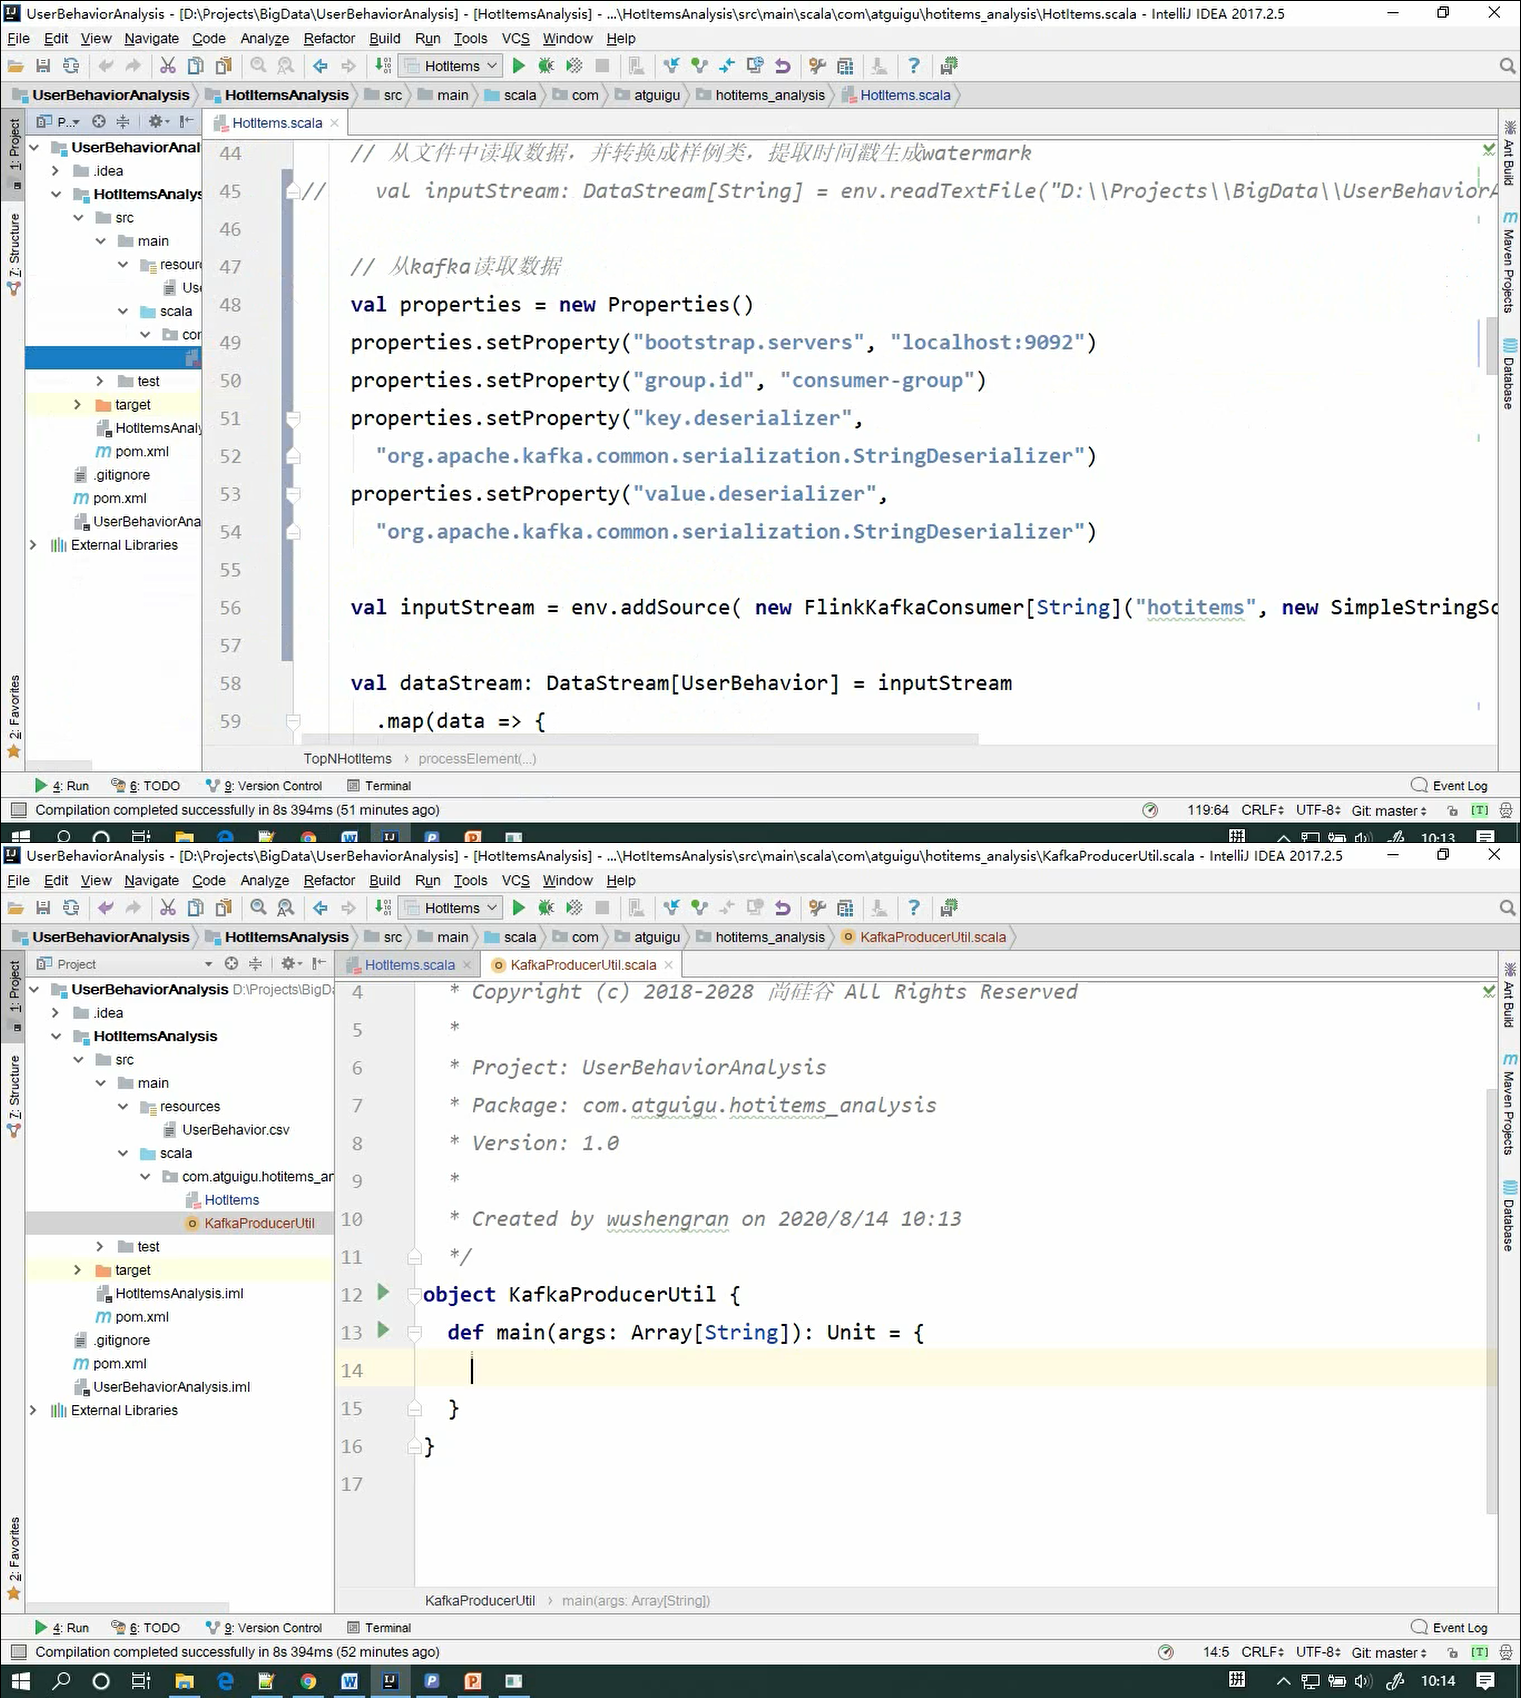 UserBehaviorAnalysis - [D:\Projects\BigData\UserBehaviorAnalysis] - [HotItemsAnalysis] - ...\HotItemsAnalysis\src\main\scala\com\atguigu\hotitems_analysis\HotItems.scala - IntelliJ IDEA 2017.2.5
File Edit View Navigate Code Analyze Refactor Build Run Tools VCS Window Help
HotItems
UserBehaviorAnalysis HotItemsAnalysis src main scala com atguigu hotitems_analysis HotItems.scala
P... HotItems.scala
1: Project
7: Structure
2: Favorites
UserBehaviorAnal
.idea
HotItemsAnalys
src
main
resour
Use
scala
con
test
target
HotItemsAnaly
pom.xml
.gitignore
pom.xml
UserBehaviorAna
External Libraries
44 // 从文件中读取数据，并转换成样例类，提取时间戳生成watermark
45 // val inputStream: DataStream[String] = env.readTextFile("D:\\Projects\\BigData\\UserBehaviorA
46
47 // 从kafka读取数据
48 val properties = new Properties()
49 properties.setProperty("bootstrap.servers", "localhost:9092")
50 properties.setProperty("group.id", "consumer-group")
51 properties.setProperty("key.deserializer",
52 "org.apache.kafka.common.serialization.StringDeserializer")
53 properties.setProperty("value.deserializer",
54 "org.apache.kafka.common.serialization.StringDeserializer")
55
56 val inputStream = env.addSource( new FlinkKafkaConsumer[String]("hotitems", new SimpleStringSc
57
58 val dataStream: DataStream[UserBehavior] = inputStream
59 .map(data => {
TopNHotItems › processElement(...)
Ant Build
Maven Projects
Database
4: Run 6: TODO 9: Version Control Terminal Event Log
Compilation completed successfully in 8s 394ms (51 minutes ago) 119:64 CRLF UTF-8 Git: master [T]
拼 10:13
UserBehaviorAnalysis - [D:\Projects\BigData\UserBehaviorAnalysis] - [HotItemsAnalysis] - ...\HotItemsAnalysis\src\main\scala\com\atguigu\hotitems_analysis\KafkaProducerUtil.scala - IntelliJ IDEA 2017.2.5
File Edit View Navigate Code Analyze Refactor Build Run Tools VCS Window Help
HotItems
UserBehaviorAnalysis HotItemsAnalysis src main scala com atguigu hotitems_analysis KafkaProducerUtil.scala
Project HotItems.scala KafkaProducerUtil.scala
1: Project
7: Structure
2: Favorites
UserBehaviorAnalysis D:\Projects\BigD
.idea
HotItemsAnalysis
src
main
resources
UserBehavior.csv
scala
com.atguigu.hotitems_an
HotItems
KafkaProducerUtil
test
target
HotItemsAnalysis.iml
pom.xml
.gitignore
pom.xml
UserBehaviorAnalysis.iml
External Libraries
4 * Copyright (c) 2018-2028 尚硅谷 All Rights Reserved
5 *
6 * Project: UserBehaviorAnalysis
7 * Package: com.atguigu.hotitems_analysis
8 * Version: 1.0
9 *
10 * Created by wushengran on 2020/8/14 10:13
11 */
12 object KafkaProducerUtil {
13 def main(args: Array[String]): Unit = {
14
15 }
16 }
17
KafkaProducerUtil › main(args: Array[String])
Ant Build
Maven Projects
Database
4: Run 6: TODO 9: Version Control Terminal Event Log
Compilation completed successfully in 8s 394ms (52 minutes ago) 14:5 CRLF UTF-8 Git: master [T]
拼 10:14